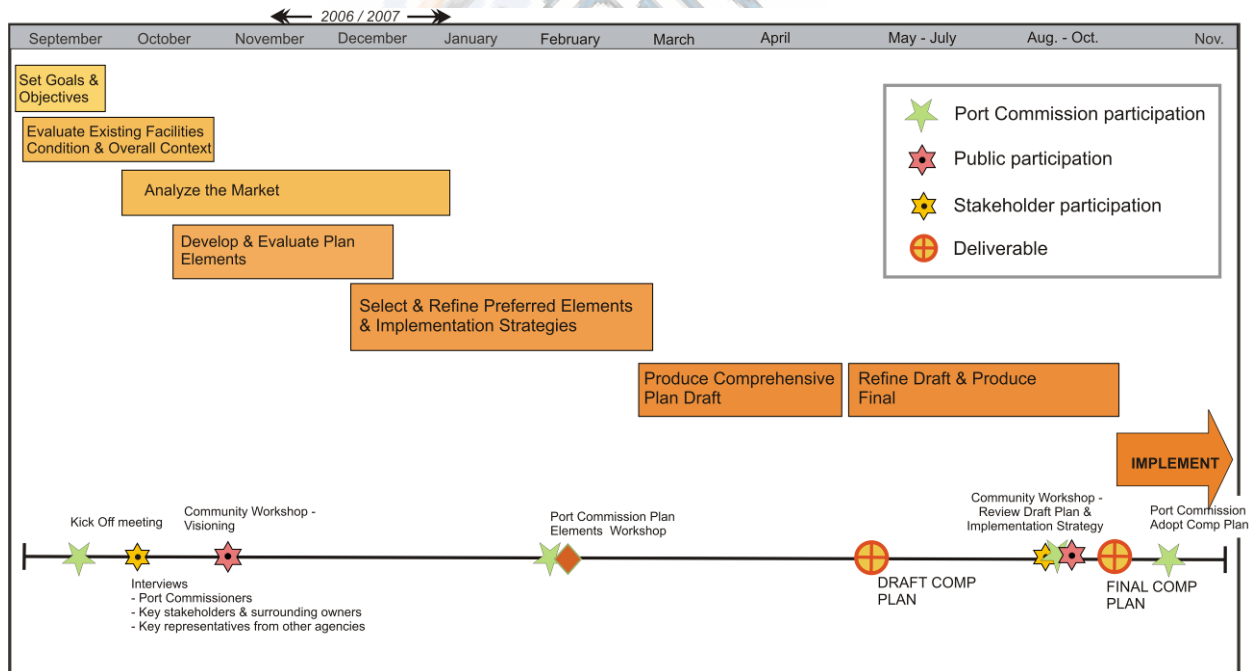 2006 / 2007
September October November December January February March April May - July Aug. - Oct. Nov.
Set Goals &
Objectives
Evaluate Existing Facilities
Condition & Overall Context
Analyze the Market
Develop & Evaluate Plan
Elements
Select & Refine Preferred Elements
& Implementation Strategies
Produce Comprehensive
Plan Draft
Refine Draft & Produce
Final
IMPLEMENT
Port Commission participation
Public participation
Stakeholder participation
Deliverable
Kick Off meeting
Interviews
- Port Commissioners
- Key stakeholders & surrounding owners
- Key representatives from other agencies
Community Workshop -
Visioning
Port Commission Plan
Elements Workshop
DRAFT COMP
PLAN
Community Workshop -
Review Draft Plan &
Implementation Strategy
FINAL COMP
PLAN
Port Commission
Adopt Comp Plan